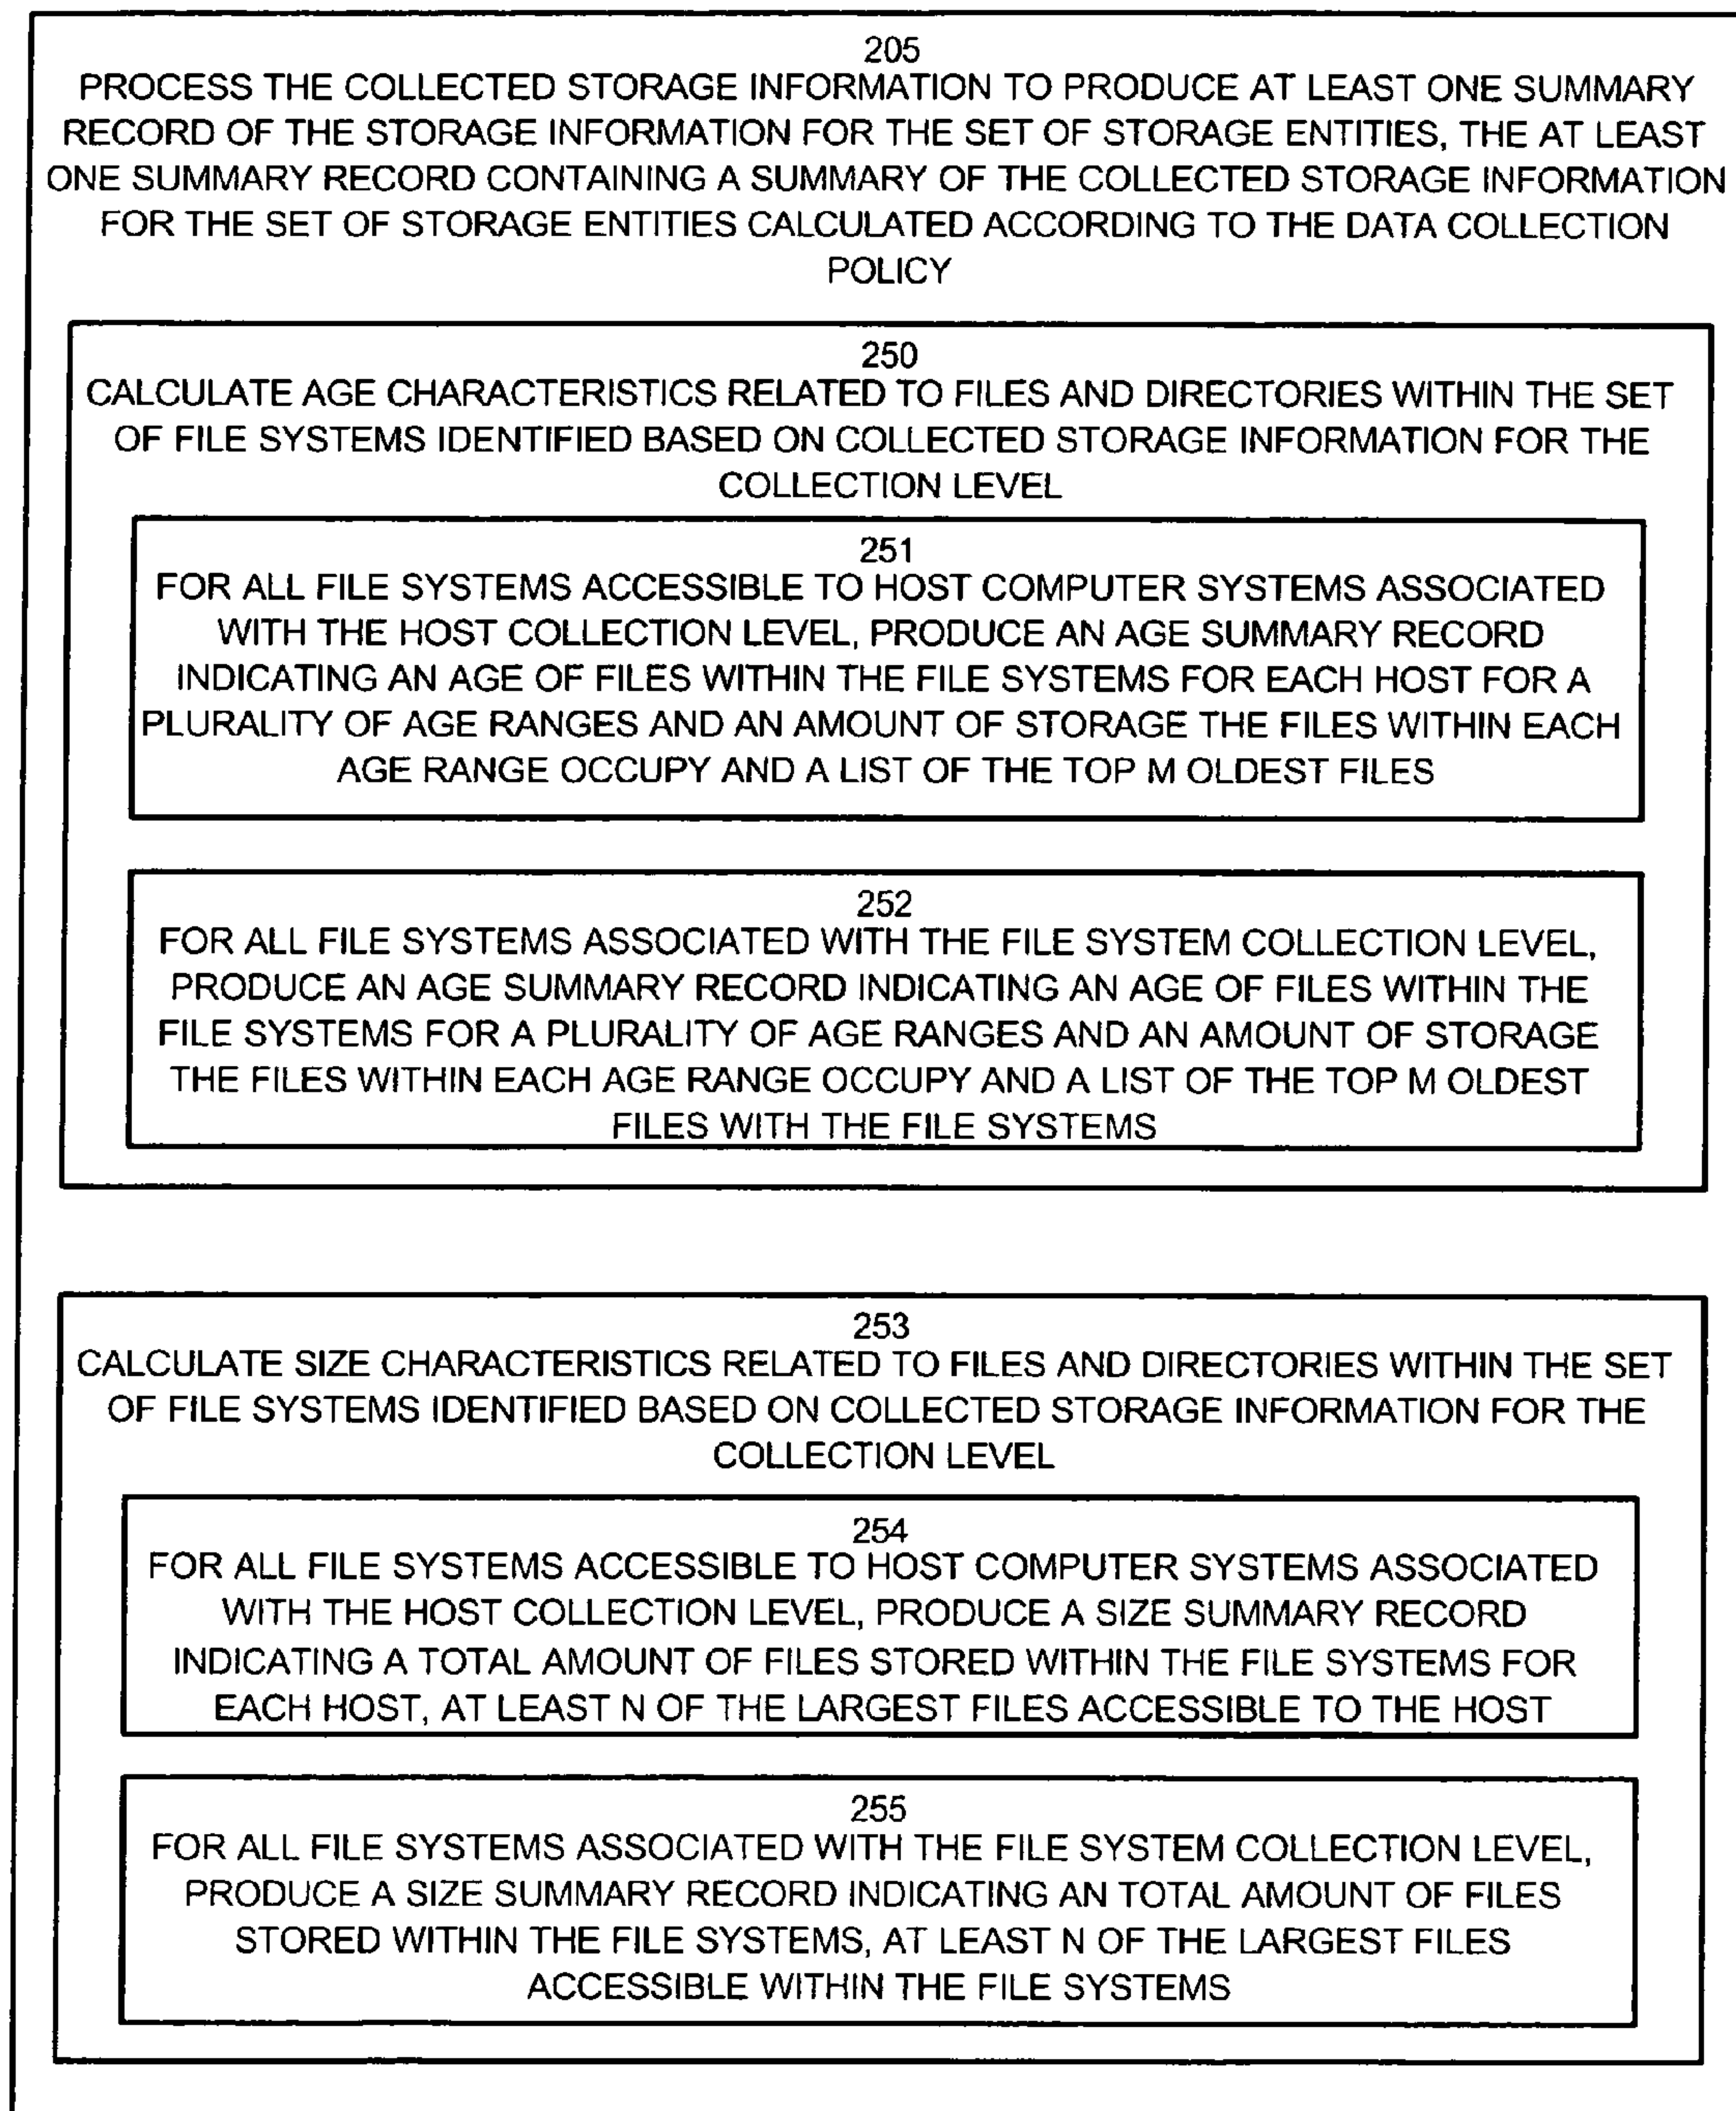 205
PROCESS THE COLLECTED STORAGE INFORMATION TO PRODUCE AT LEAST ONE SUMMARY
RECORD OF THE STORAGE INFORMATION FOR THE SET OF STORAGE ENTITIES, THE AT LEAST
ONE SUMMARY RECORD CONTAINING A SUMMARY OF THE COLLECTED STORAGE INFORMATION
FOR THE SET OF STORAGE ENTITIES CALCULATED ACCORDING TO THE DATA COLLECTION
POLICY
250
CALCULATE AGE CHARACTERISTICS RELATED TO FILES AND DIRECTORIES WITHIN THE SET
OF FILE SYSTEMS IDENTIFIED BASED ON COLLECTED STORAGE INFORMATION FOR THE
COLLECTION LEVEL
251
FOR ALL FILE SYSTEMS ACCESSIBLE TO HOST COMPUTER SYSTEMS ASSOCIATED
WITH THE HOST COLLECTION LEVEL, PRODUCE AN AGE SUMMARY RECORD
INDICATING AN AGE OF FILES WITHIN THE FILE SYSTEMS FOR EACH HOST FOR A
PLURALITY OF AGE RANGES AND AN AMOUNT OF STORAGE THE FILES WITHIN EACH
AGE RANGE OCCUPY AND A LIST OF THE TOP M OLDEST FILES
252
FOR ALL FILE SYSTEMS ASSOCIATED WITH THE FILE SYSTEM COLLECTION LEVEL,
PRODUCE AN AGE SUMMARY RECORD INDICATING AN AGE OF FILES WITHIN THE
FILE SYSTEMS FOR A PLURALITY OF AGE RANGES AND AN AMOUNT OF STORAGE
THE FILES WITHIN EACH AGE RANGE OCCUPY AND A LIST OF THE TOP M OLDEST
FILES WITH THE FILE SYSTEMS
253
CALCULATE SIZE CHARACTERISTICS RELATED TO FILES AND DIRECTORIES WITHIN THE SET
OF FILE SYSTEMS IDENTIFIED BASED ON COLLECTED STORAGE INFORMATION FOR THE
COLLECTION LEVEL
254
FOR ALL FILE SYSTEMS ACCESSIBLE TO HOST COMPUTER SYSTEMS ASSOCIATED
WITH THE HOST COLLECTION LEVEL, PRODUCE A SIZE SUMMARY RECORD
INDICATING A TOTAL AMOUNT OF FILES STORED WITHIN THE FILE SYSTEMS FOR
EACH HOST, AT LEAST N OF THE LARGEST FILES ACCESSIBLE TO THE HOST
255
FOR ALL FILE SYSTEMS ASSOCIATED WITH THE FILE SYSTEM COLLECTION LEVEL,
PRODUCE A SIZE SUMMARY RECORD INDICATING AN TOTAL AMOUNT OF FILES
STORED WITHIN THE FILE SYSTEMS, AT LEAST N OF THE LARGEST FILES
ACCESSIBLE WITHIN THE FILE SYSTEMS